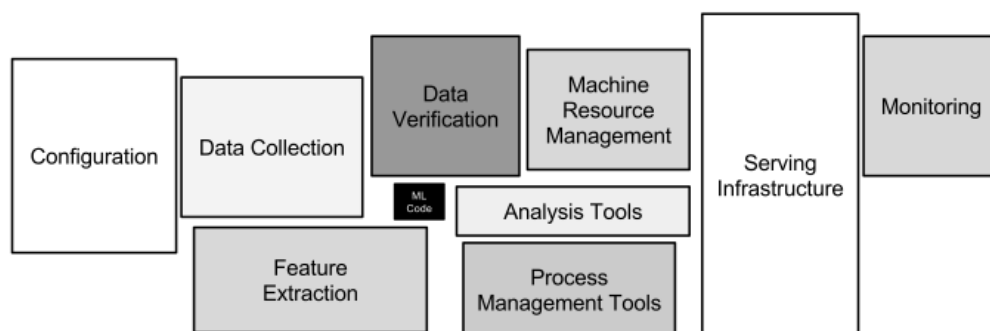 Configuration
Data Collection
Data
Verification
Machine
Resource
Management
Monitoring
Serving
Infrastructure
ML
Code
Analysis Tools
Feature
Extraction
Process
Management Tools